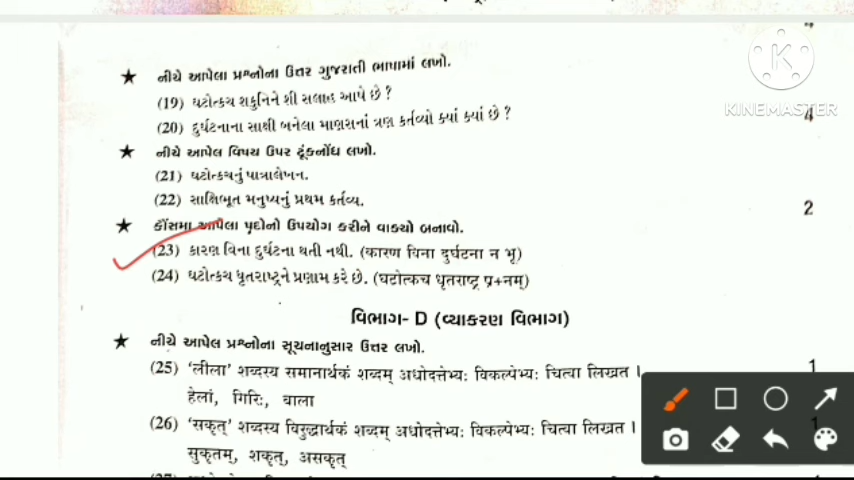 ★ નીચે આપેલા પ્રશ્નોના ઉત્તર ગુજરાતી ભાષામાં લખો.
4
(19) ઘટોત્કચ શકુનિને શી સલાહ આપે છે?
(20) દુર્ઘટનાના સાક્ષી બનેલા માણસનાં ત્રણ કર્તવ્યો ક્યાં ક્યાં છે?
★ નીચે આપેલ વિષય ઉપર ટૂંકનોંધ લખો.
4
(21) ઘટોત્કચનું પાત્રાલેખન.
(22) સાક્ષિભૂત મનુષ્યનું પ્રથમ કર્તવ્ય.
★ કૌંસમા આપેલા પૃદોનો ઉપયોગ કરીને વાક્યો બનાવો.
2
(23) કારણ વિના દુર્ઘટના થતી નથી. (कारण विना दुर्घटना न भू)
(24) ઘટોત્કચ ધૃતરાષ્ટ્રને પ્રણામ કરે છે. (घटोत्कच धृतराष्ट्र प्र+नम्)
વિભાગ- D (વ્યાકરણ વિભાગ)
★ નીચે આપેલ પ્રશ્નોના સૂચનાનુસાર ઉત્તર લખો.
(25) 'लीला' शब्दस्य समानार्थकं शब्दम् अधोदत्तेभ्यः विकल्पेभ्यः चित्वा लिखत ।
1
हेलां, गिरिः, बाला
(26) 'सकृत्' शब्दस्य विरुद्धार्थकं शब्दम् अधोदत्तेभ्यः विकल्पेभ्यः चित्वा लिखत ।
1
सुकृतम्, शकृत्, असकृत्
KINEMASTER